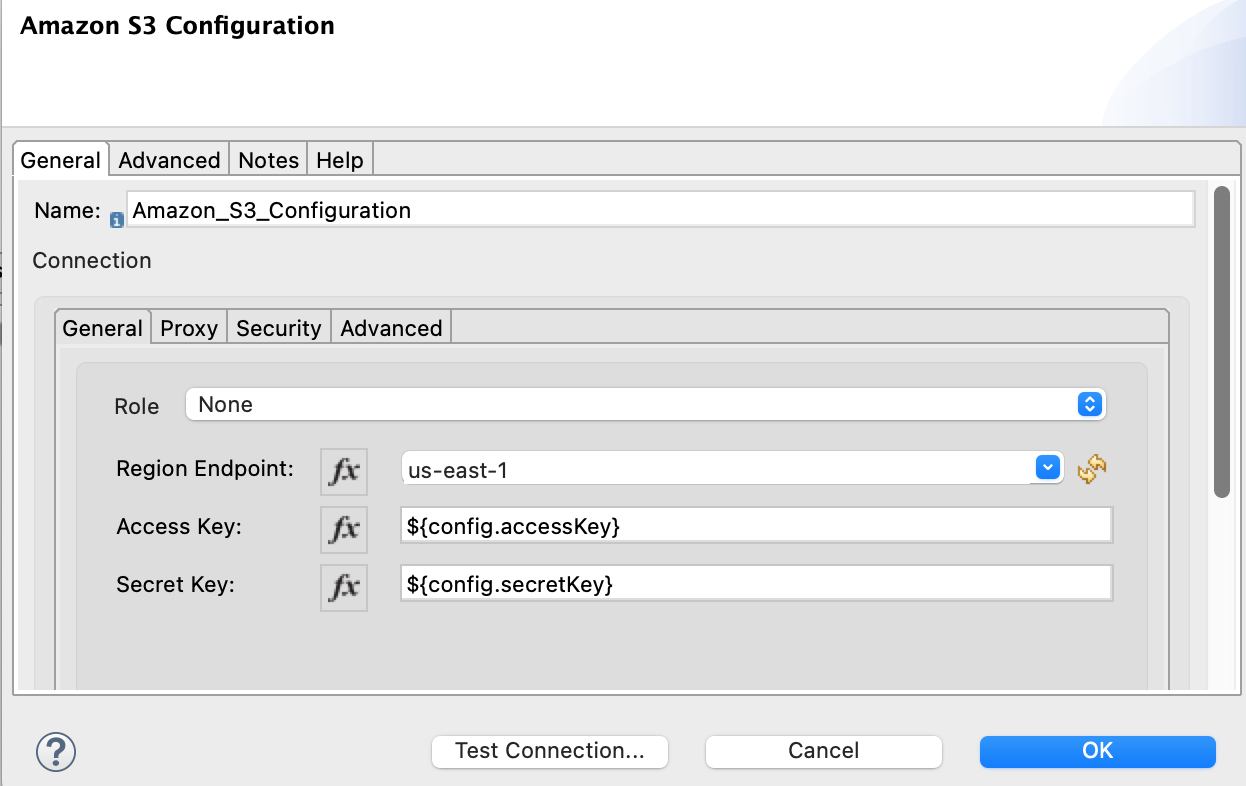 Amazon S3 Configuration
General Advanced Notes Help
Name: Amazon_S3_Configuration
Connection
General Proxy Security Advanced
Role None
Region Endpoint: fx us-east-1
Access Key: fx ${config.accessKey}
Secret Key: fx ${config.secretKey}
? Test Connection... Cancel OK